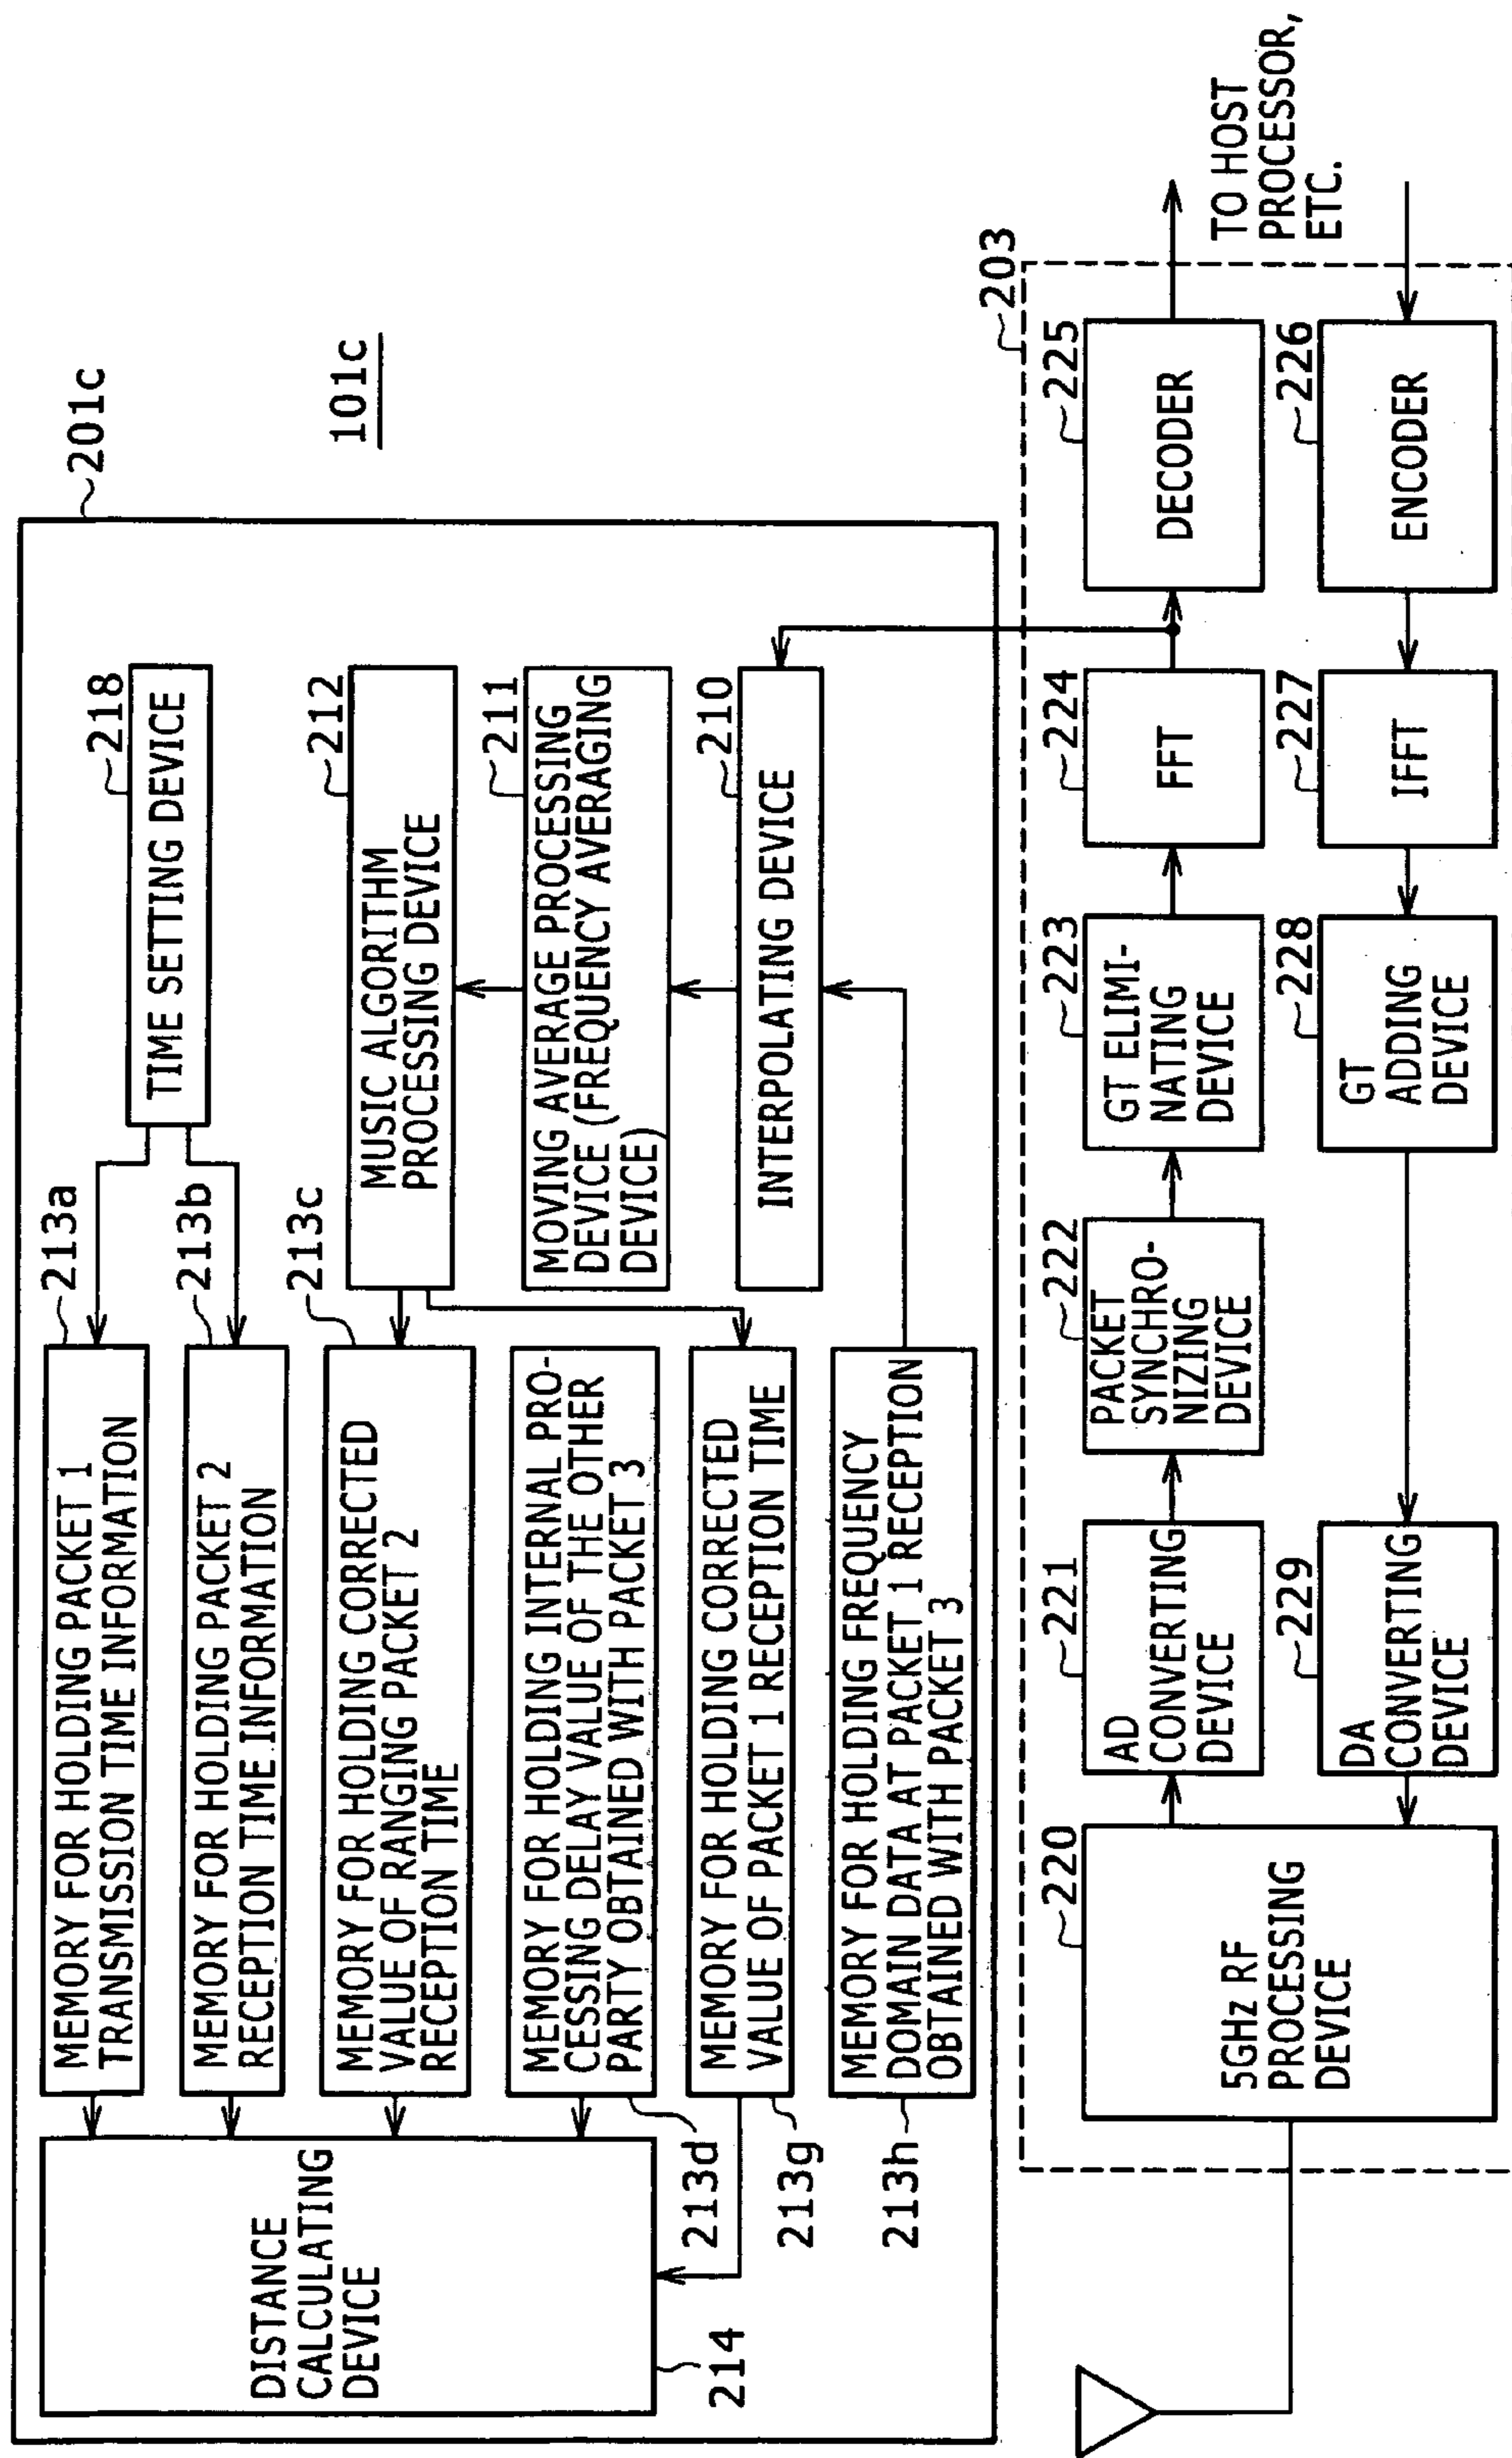 201c
101c
DISTANCE
CALCULATING
DEVICE
214
MEMORY FOR HOLDING PACKET 1
TRANSMISSION TIME INFORMATION
213a
MEMORY FOR HOLDING PACKET 2
RECEPTION TIME INFORMATION
213b
MEMORY FOR HOLDING CORRECTED
VALUE OF RANGING PACKET 2
RECEPTION TIME
213c
MEMORY FOR HOLDING INTERNAL PRO-
CESSING DELAY VALUE OF THE OTHER
PARTY OBTAINED WITH PACKET 3
213d
MEMORY FOR HOLDING CORRECTED
VALUE OF PACKET 1 RECEPTION TIME
213g
MEMORY FOR HOLDING FREQUENCY
DOMAIN DATA AT PACKET 1 RECEPTION
OBTAINED WITH PACKET 3
213h
TIME SETTING DEVICE
218
MUSIC ALGORITHM
PROCESSING DEVICE
212
MOVING AVERAGE PROCESSING
DEVICE (FREQUENCY AVERAGING
DEVICE)
211
INTERPOLATING DEVICE
210
203
220
5GHz RF
PROCESSING
DEVICE
221
AD
CONVERTING
DEVICE
222
PACKET
SYNCHRO-
NIZING
DEVICE
223
GT ELIMI-
NATING
DEVICE
224
FFT
225
DECODER
TO HOST
PROCESSOR,
ETC.
229
DA
CONVERTING
DEVICE
228
GT
ADDING
DEVICE
227
IFFT
226
ENCODER